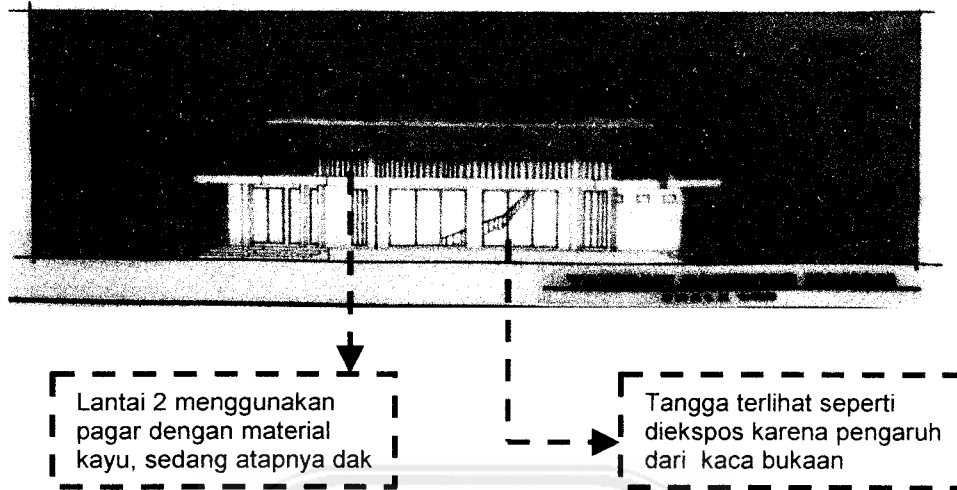 Lantai 2 menggunakan
pagar dengan material
kayu, sedang atapnya dak
Tangga terlihat seperti
diekspos karena pengaruh
dari kaca bukaan